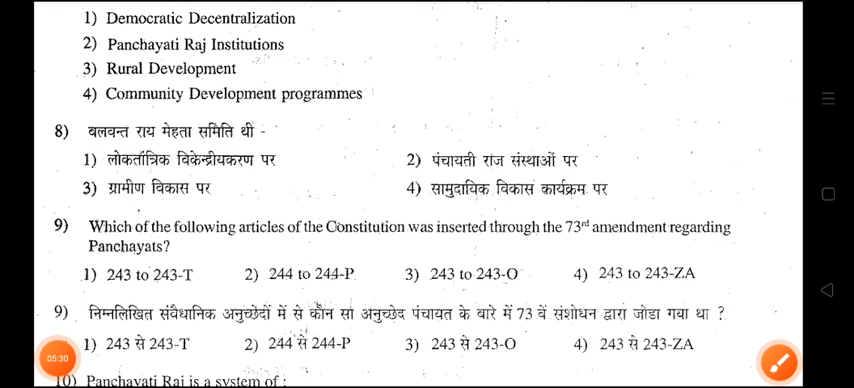 1) Democratic Decentralization
2) Panchayati Raj Institutions
3) Rural Development
4) Community Development programmes
8) बलवन्त राय मेहता समिति थी -
1) लोकतांत्रिक विकेन्द्रीयकरण पर 2) पंचायती राज संस्थाओं पर
3) ग्रामीण विकास पर 4) सामुदायिक विकास कार्यक्रम पर
9) Which of the following articles of the Constitution was inserted through the 73rd amendment regarding
Panchayats?
1) 243 to 243-T 2) 244 to 244-P 3) 243 to 243-O 4) 243 to 243-ZA
9) निम्नलिखित संवैधानिक अनुच्छेदों में से कौन सा अनुच्छेद पंचायत के बारे में 73 वें संशोधन द्वारा जोडा गया था ?
1) 243 से 243-T 2) 244 से 244-P 3) 243 से 243-O 4) 243 से 243-ZA
05:30
10) Panchayati Raj is a system of :